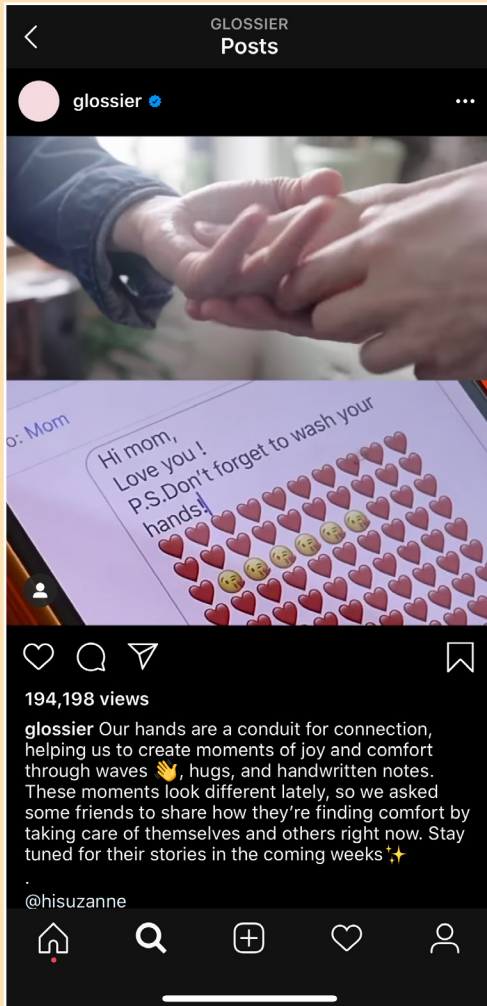 GLOSSIER
Posts
glossier
o: Mom
Hi mom,
Love you !
P.S.Don't forget to wash your
hands!
194,198 views
glossier Our hands are a conduit for connection,
helping us to create moments of joy and comfort
through waves 👋, hugs, and handwritten notes.
These moments look different lately, so we asked
some friends to share how they’re finding comfort by
taking care of themselves and others right now. Stay
tuned for their stories in the coming weeks✨
.
@hisuzanne